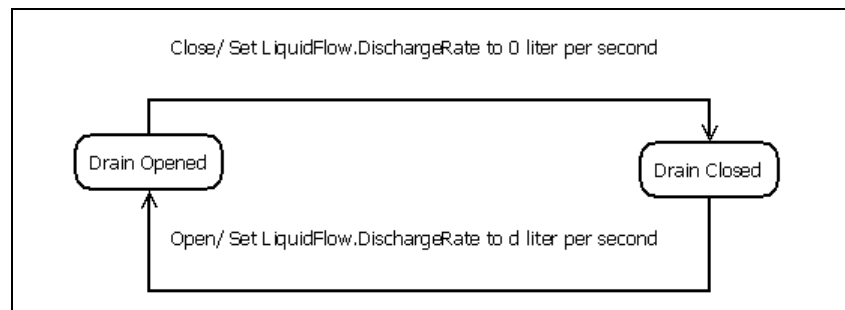 Close/ Set LiquidFlow.DischargeRate to 0 liter per second
Drain Opened
Drain Closed
Open/ Set LiquidFlow.DischargeRate to d liter per second